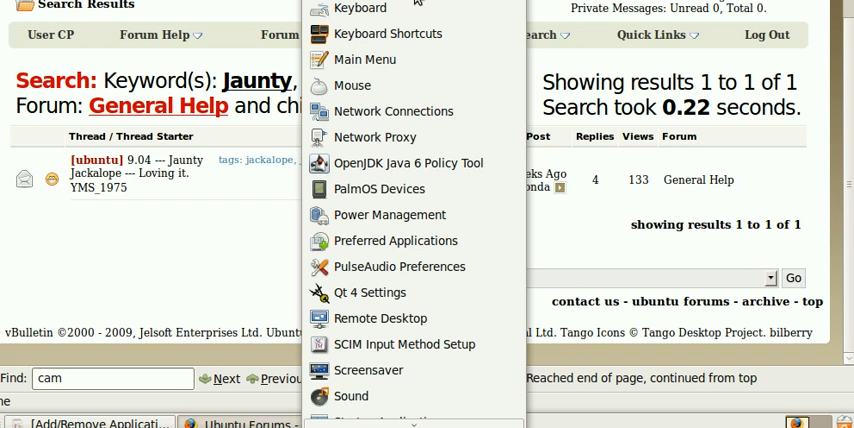 Search Results
Private Messages: Unread 0, Total 0.
User CP
Forum Help
Forum
Quick Links
Log Out
Search: Keyword(s): Jaunty,
Forum: General Help and
Showing results 1 to 1 of 1
Search took 0.22 seconds.
Thread / Thread Starter
Post
Replies
Views
Forum
[ubuntu] 9.04 --- Jaunty
Jackalope --- Loving it.
YMS_1975
tags: jackalope,
Ago
4
133
General Help
showing results 1 to 1 of 1
Go
contact us - ubuntu forums - archive - top
vBulletin ©2000 - 2009, Jelsoft Enterprises Ltd.
Ltd. Tango Icons © Tango Desktop Project. bilberry
Keyboard
Keyboard Shortcuts
Main Menu
Mouse
Network Connections
Network Proxy
OpenJDK Java 6 Policy Tool
PalmOS Devices
Power Management
Preferred Applications
PulseAudio Preferences
Qt 4 Settings
Remote Desktop
SCIM Input Method Setup
Screensaver
Sound
Find: cam
Next
Reached end of page, continued from top
[Add/Remove Applicati...
Ubuntu Forums -